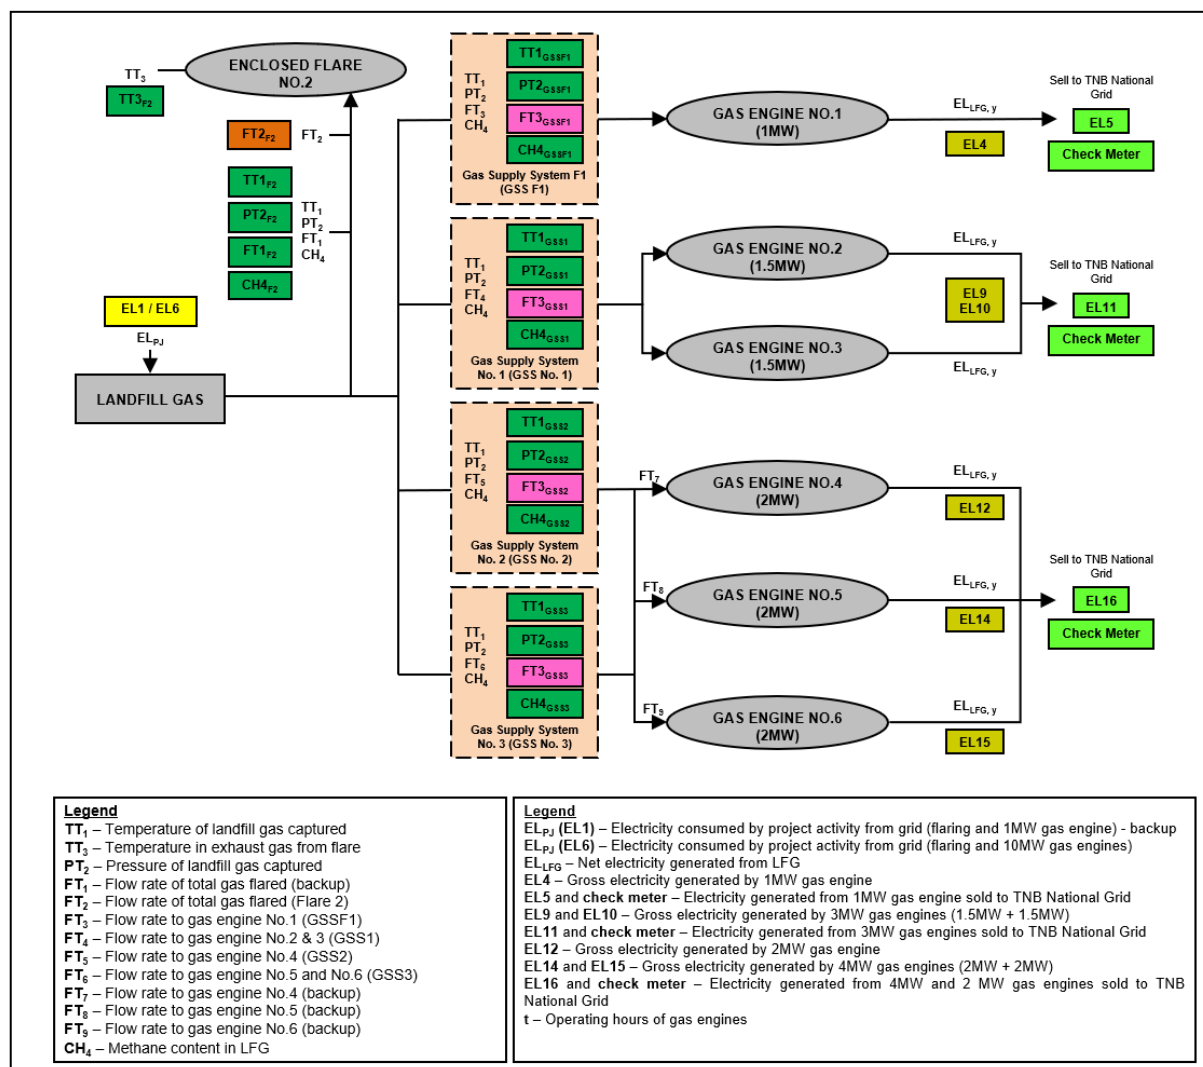 ENCLOSED FLARE
NO.2
TT3
TT3F2
FT2F2
FT2
TT1F2
PT2F2
FT1F2
CH4F2
TT1
PT2
FT1
CH4
EL1 / EL6
ELPJ
LANDFILL GAS
TT1
PT2
FT3
CH4
TT1GSSF1
PT2GSSF1
FT3GSSF1
CH4GSSF1
Gas Supply System F1
(GSS F1)
GAS ENGINE NO.1
(1MW)
ELLFG, y
EL4
Sell to TNB National
Grid
EL5
Check Meter
TT1
PT2
FT4
CH4
TT1GSS1
PT2GSS1
FT3GSS1
CH4GSS1
Gas Supply System
No. 1 (GSS No. 1)
GAS ENGINE NO.2
(1.5MW)
GAS ENGINE NO.3
(1.5MW)
ELLFG, y
EL9
EL10
ELLFG, y
Sell to TNB National
Grid
EL11
Check Meter
TT1
PT2
FT5
CH4
TT1GSS2
PT2GSS2
FT3GSS2
CH4GSS2
Gas Supply System
No. 2 (GSS No. 2)
FT7
GAS ENGINE NO.4
(2MW)
ELLFG, y
EL12
FT8
GAS ENGINE NO.5
(2MW)
ELLFG, y
EL14
Sell to TNB National
Grid
EL16
Check Meter
TT1
PT2
FT6
CH4
TT1GSS3
PT2GSS3
FT3GSS3
CH4GSS3
Gas Supply System
No. 3 (GSS No. 3)
FT9
GAS ENGINE NO.6
(2MW)
ELLFG, y
EL15
Legend
TT1 – Temperature of landfill gas captured
TT3 – Temperature in exhaust gas from flare
PT2 – Pressure of landfill gas captured
FT1 – Flow rate of total gas flared (backup)
FT2 – Flow rate of total gas flared (Flare 2)
FT3 – Flow rate to gas engine No.1 (GSSF1)
FT4 – Flow rate to gas engine No.2 & 3 (GSS1)
FT5 – Flow rate to gas engine No.4 (GSS2)
FT6 – Flow rate to gas engine No.5 and No.6 (GSS3)
FT7 – Flow rate to gas engine No.4 (backup)
FT8 – Flow rate to gas engine No.5 (backup)
FT9 – Flow rate to gas engine No.6 (backup)
CH4 – Methane content in LFG
Legend
ELPJ (EL1) – Electricity consumed by project activity from grid (flaring and 1MW gas engine) - backup
ELPJ (EL6) – Electricity consumed by project activity from grid (flaring and 10MW gas engines)
ELLFG – Net electricity generated from LFG
EL4 – Gross electricity generated by 1MW gas engine
EL5 and check meter – Electricity generated from 1MW gas engine sold to TNB National Grid
EL9 and EL10 – Gross electricity generated by 3MW gas engines (1.5MW + 1.5MW)
EL11 and check meter – Electricity generated from 3MW gas engines sold to TNB National Grid
EL12 – Gross electricity generated by 2MW gas engine
EL14 and EL15 – Gross electricity generated by 4MW gas engines (2MW + 2MW)
EL16 and check meter – Electricity generated from 4MW and 2 MW gas engines sold to TNB
National Grid
t – Operating hours of gas engines